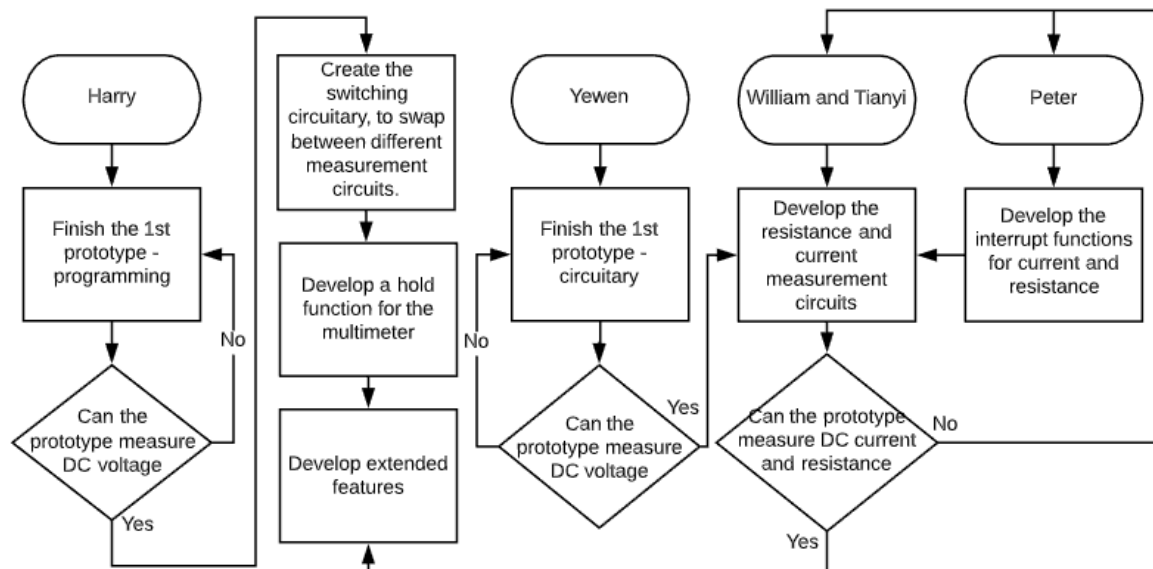 Harry
Finish the 1st
prototype -
programming
No
Can the
prototype measure
DC voltage
Yes
Create the
switching
circuitary, to swap
between different
measurement
circuits.
Develop a hold
function for the
multimeter
Develop extended
features
Yewen
Finish the 1st
prototype -
circuitary
No
Can the
prototype measure
DC voltage
Yes
William and Tianyi
Develop the
resistance and
current
measurement
circuits
Can the prototype
measure DC current
and resistance
No
Yes
Peter
Develop the
interrupt functions
for current and
resistance